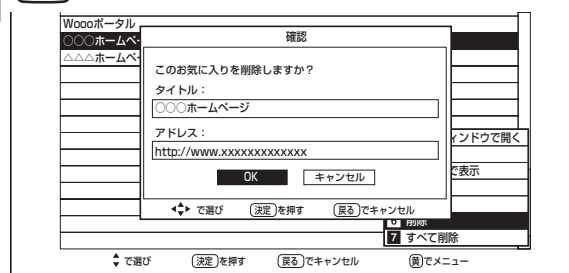 Woooポータル
○○○ホームペー
△△△ホームペー
確認
このお気に入りを削除しますか?
タイトル:
○○○ホームページ
アドレス:
http://www.xxxxxxxxxxxxx
OK キャンセル
で選び 決定を押す 戻るでキャンセル
ィンドウで開く
で表示
6 削除
7 すべて削除
で選び 決定を押す 戻るでキャンセル 黄でメニュー